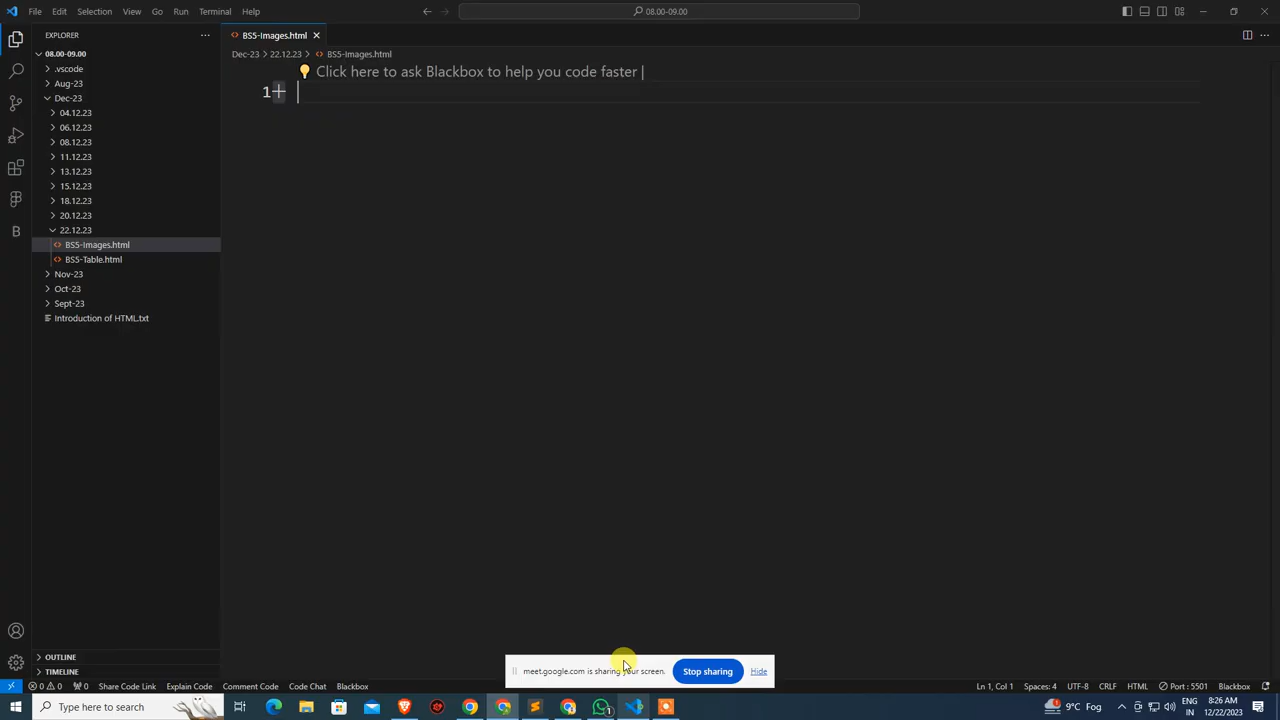 File Edit Selection View Go Run Terminal Help
08.00-09.00
EXPLORER
BS5-Images.html
08.00-09.00
Dec-23 > 22.12.23 > BS5-Images.html
.vscode
Click here to ask Blackbox to help you code faster |
Aug-23
1
Dec-23
04.12.23
06.12.23
08.12.23
11.12.23
13.12.23
15.12.23
18.12.23
20.12.23
22.12.23
BS5-Images.html
BS5-Table.html
Nov-23
Oct-23
Sept-23
Introduction of HTML.txt
OUTLINE
TIMELINE
meet.google.com is sharing your screen. Stop sharing Hide
0 0 0 Share Code Link Explain Code Comment Code Code Chat Blackbox
Ln 1, Col 1 Spaces: 4 UTF-8 CRLF HTML Port : 5501 Blackbox
Type here to search
1
9°C Fog
ENG
IN
8:26 AM
12/22/2023